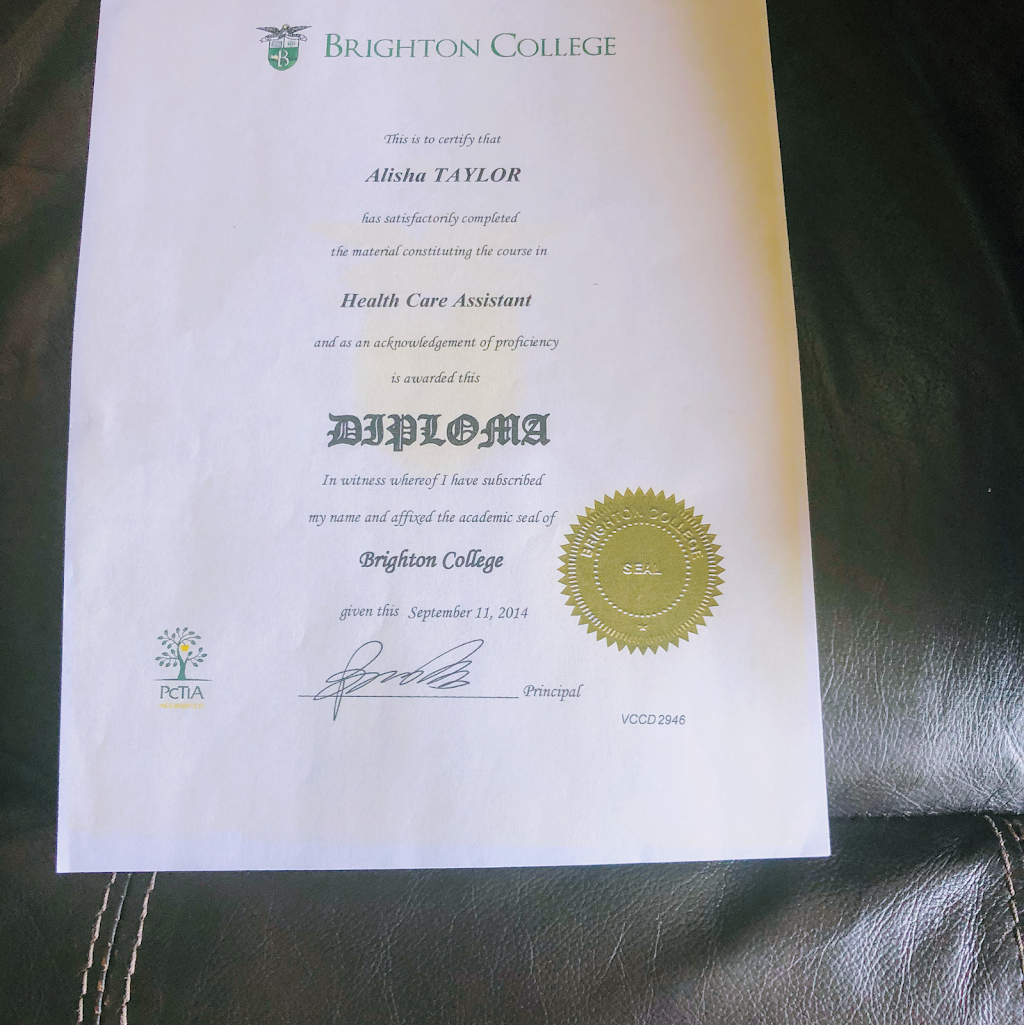 BRIGHTON COLLEGE
B
This is to certify that
Alisha TAYLOR
has satisfactorily completed
the material constituting the course in
Health Care Assistant
and as an acknowledgement of proficiency
is awarded this
DIPLOMA
In witness whereof I have subscribed
my name and affixed the academic seal of
Brighton College
given this September 11, 2014
BRIGHTON COLLEGE
SEAL
Principal
PCTIA
VCCD 2946